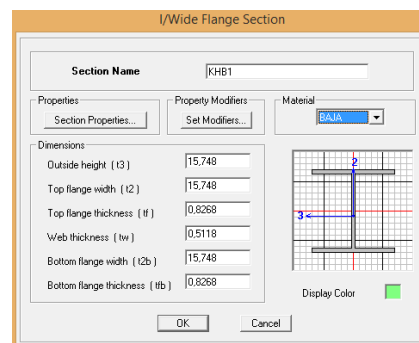 I/Wide Flange Section
Section Name KHB1
Properties Property Modifiers Material
Section Properties... Set Modifiers... BAJA
Dimensions
Outside height ( t3 ) 15,748
Top flange width ( t2 ) 15,748
Top flange thickness ( tf ) 0,8268
Web thickness ( tw ) 0,5118
Bottom flange width ( t2b ) 15,748
Bottom flange thickness ( tfb ) 0,8268
2
3
Display Color
OK Cancel